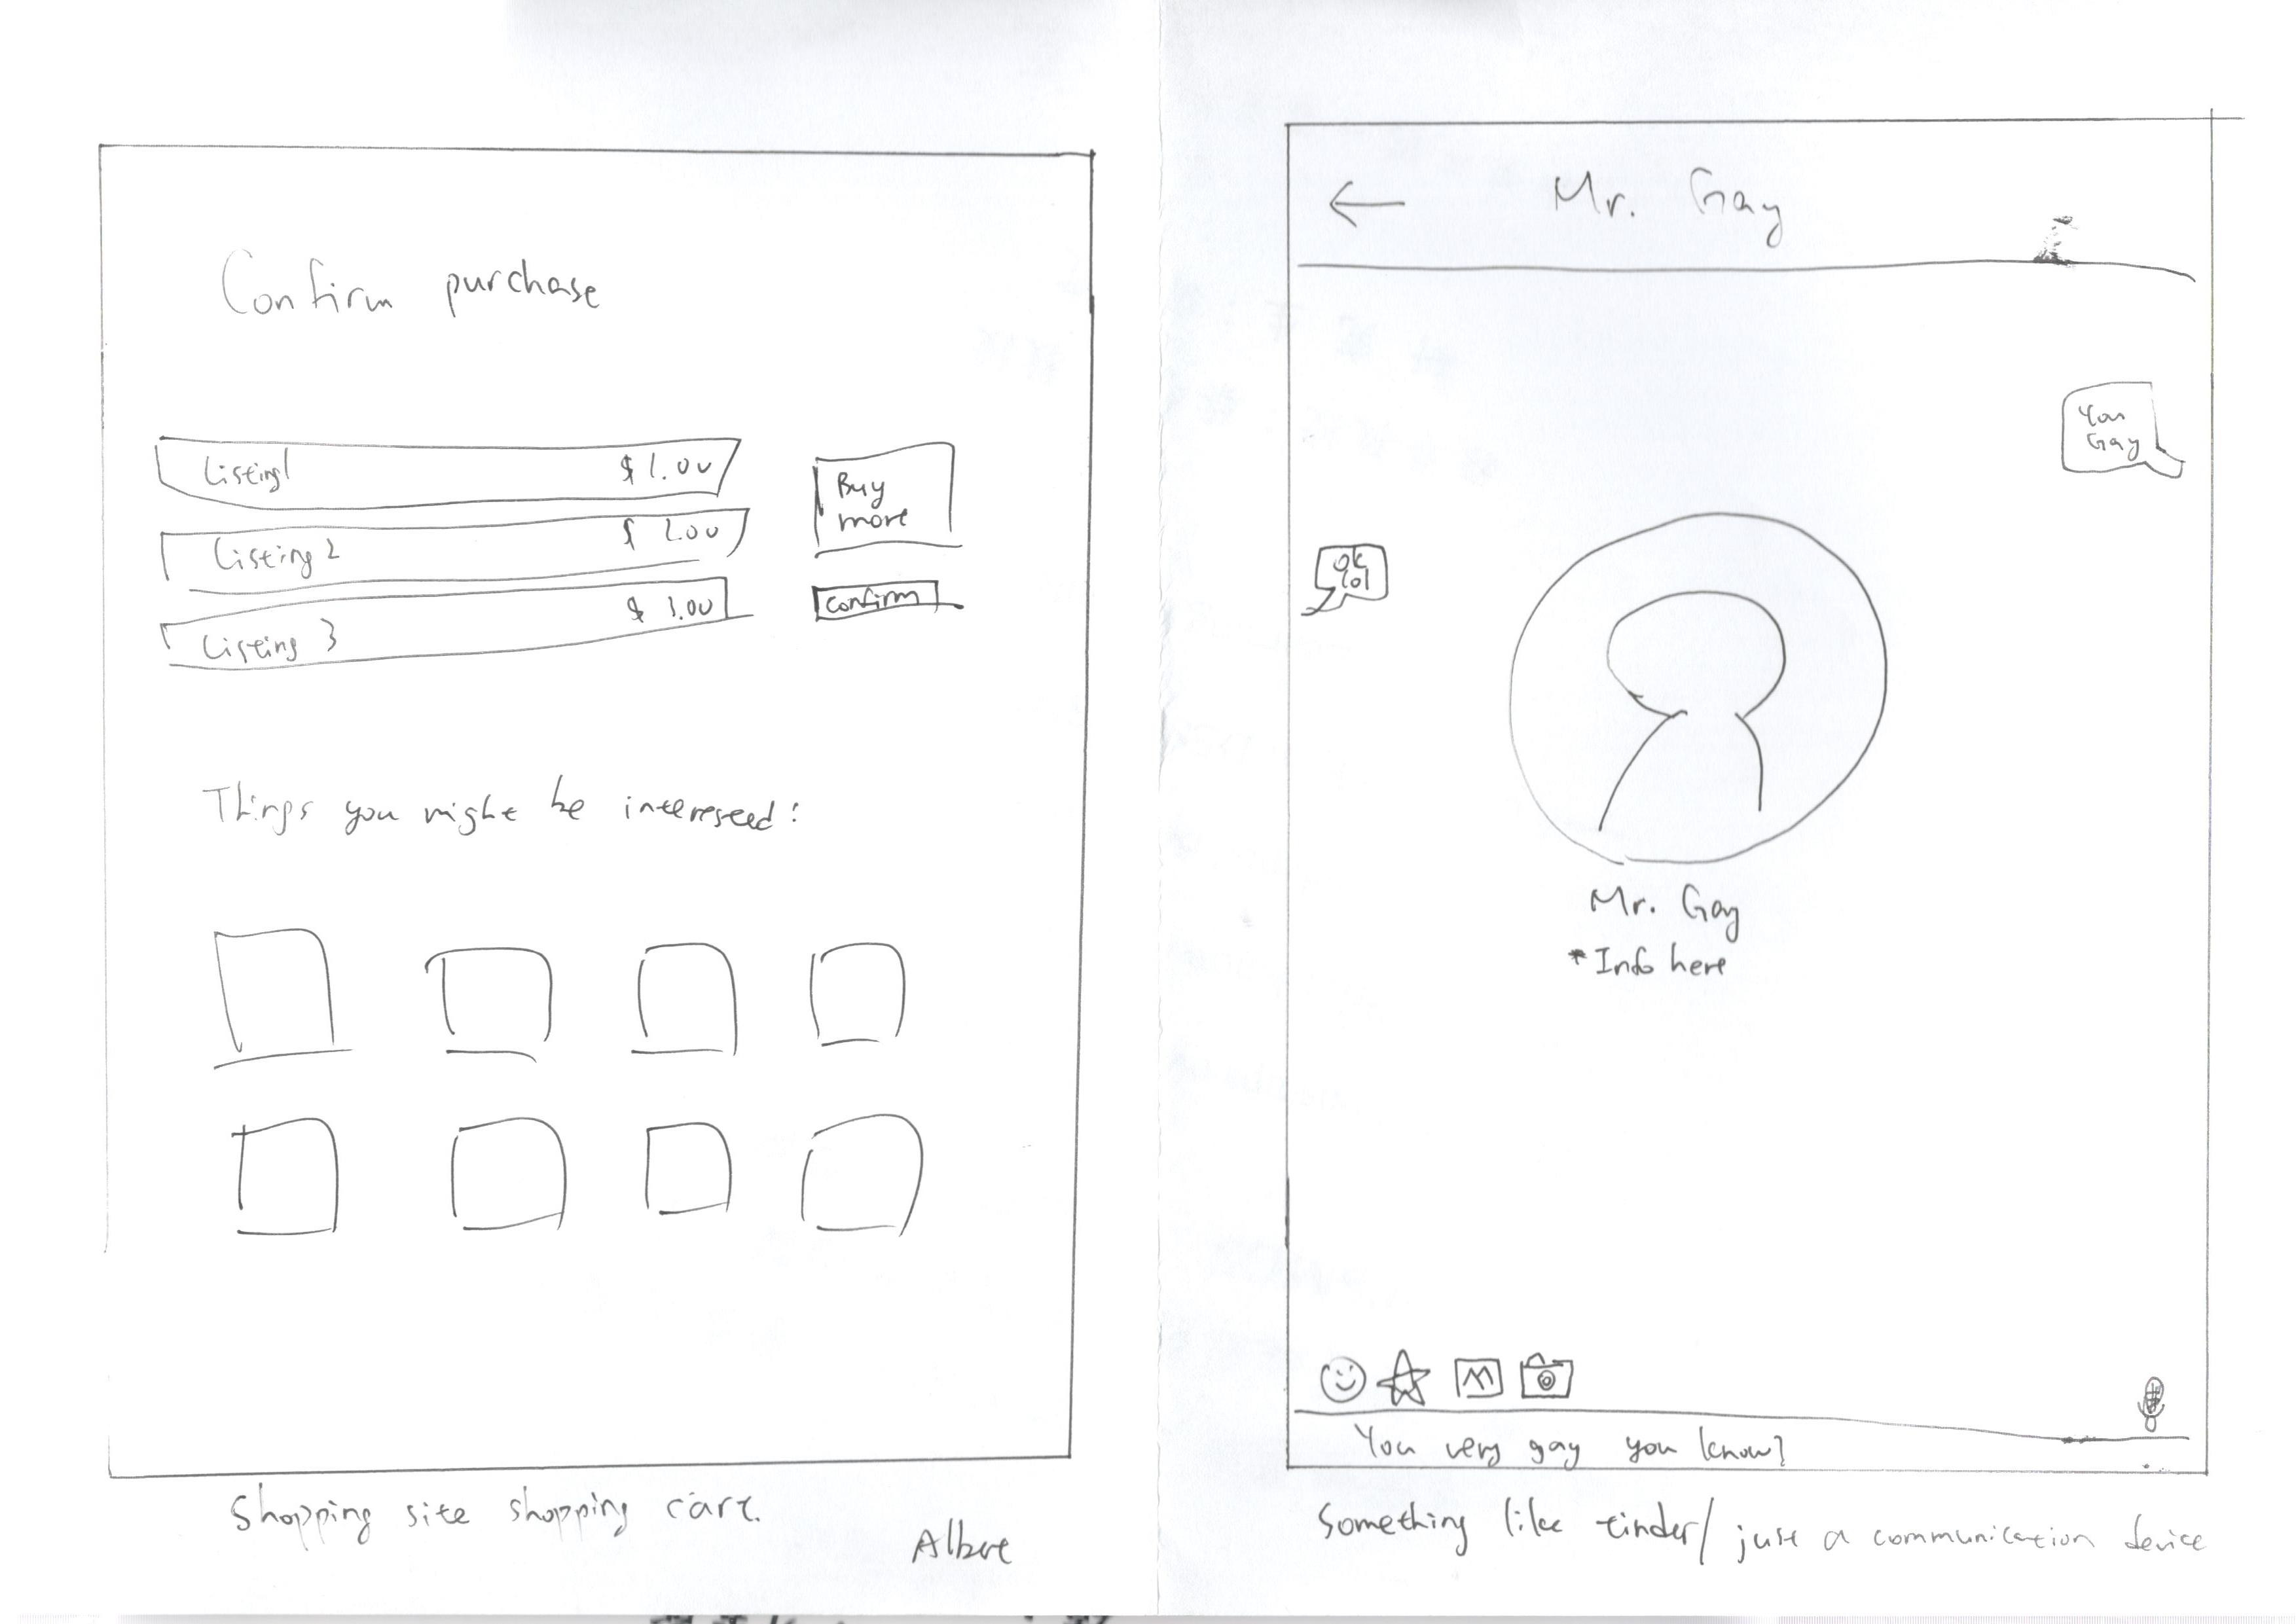 Confirm purchase
Listing1 $ 1.00
Listing 2 $ 2.00
Listing 3 $ 3.00
Buy
more
Confirm
Things you might be interested:
Shopping site shopping cart.
Albert
Mr. Gay
You
Gay
ok
lol
Mr. Gay
* Info here
You very gay you know?
Something like tinder/ just a communication device